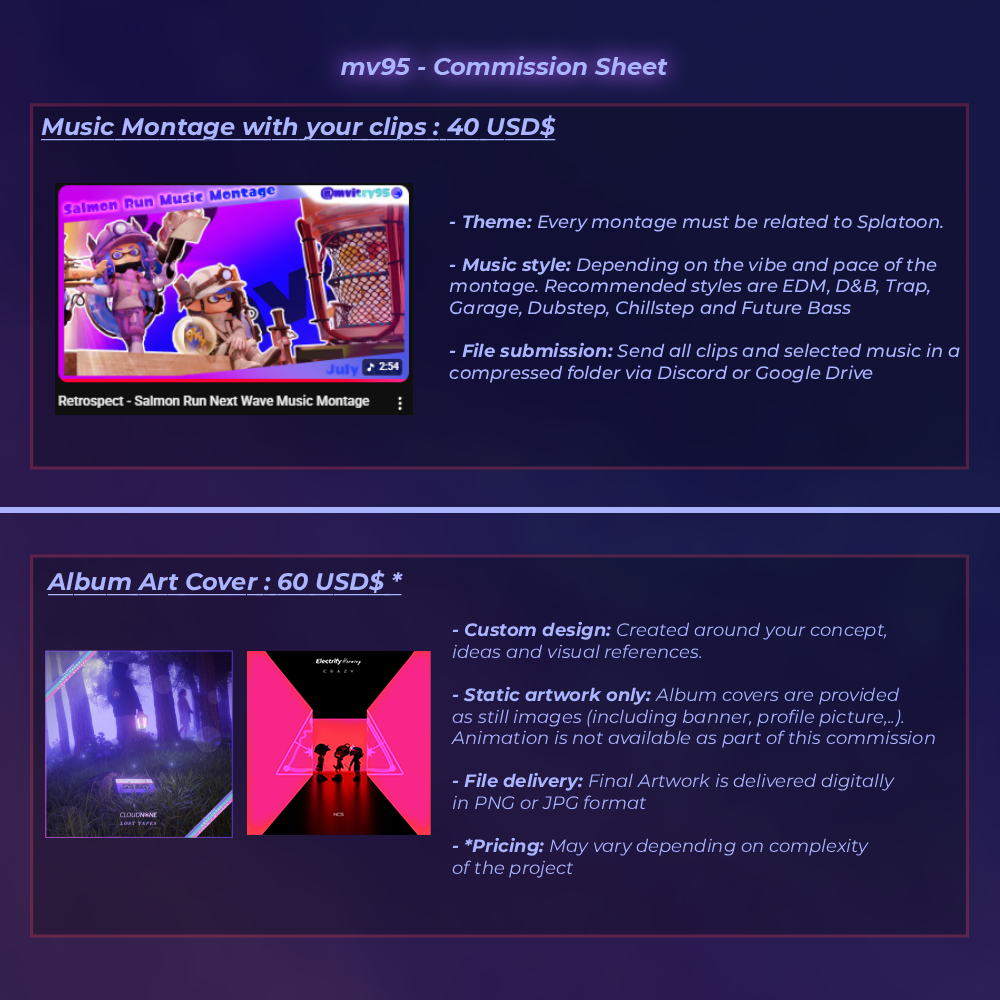 mv95 - Commission Sheet
Music Montage with your clips : 40 USD$
Salmon Run Music Montage
@mvitry95
July
2:54
Retrospect - Salmon Run Next Wave Music Montage
- Theme: Every montage must be related to Splatoon.
- Music style: Depending on the vibe and pace of the
montage. Recommended styles are EDM, D&B, Trap,
Garage, Dubstep, Chillstep and Future Bass
- File submission: Send all clips and selected music in a
compressed folder via Discord or Google Drive
Album Art Cover : 60 USD$ *
CLOUDNONE
LOST TAPES
Electrify Harmony
CRAZY
NCS
- Custom design: Created around your concept,
ideas and visual references.
- Static artwork only: Album covers are provided
as still images (including banner, profile picture,..).
Animation is not available as part of this commission
- File delivery: Final Artwork is delivered digitally
in PNG or JPG format
- *Pricing: May vary depending on complexity
of the project